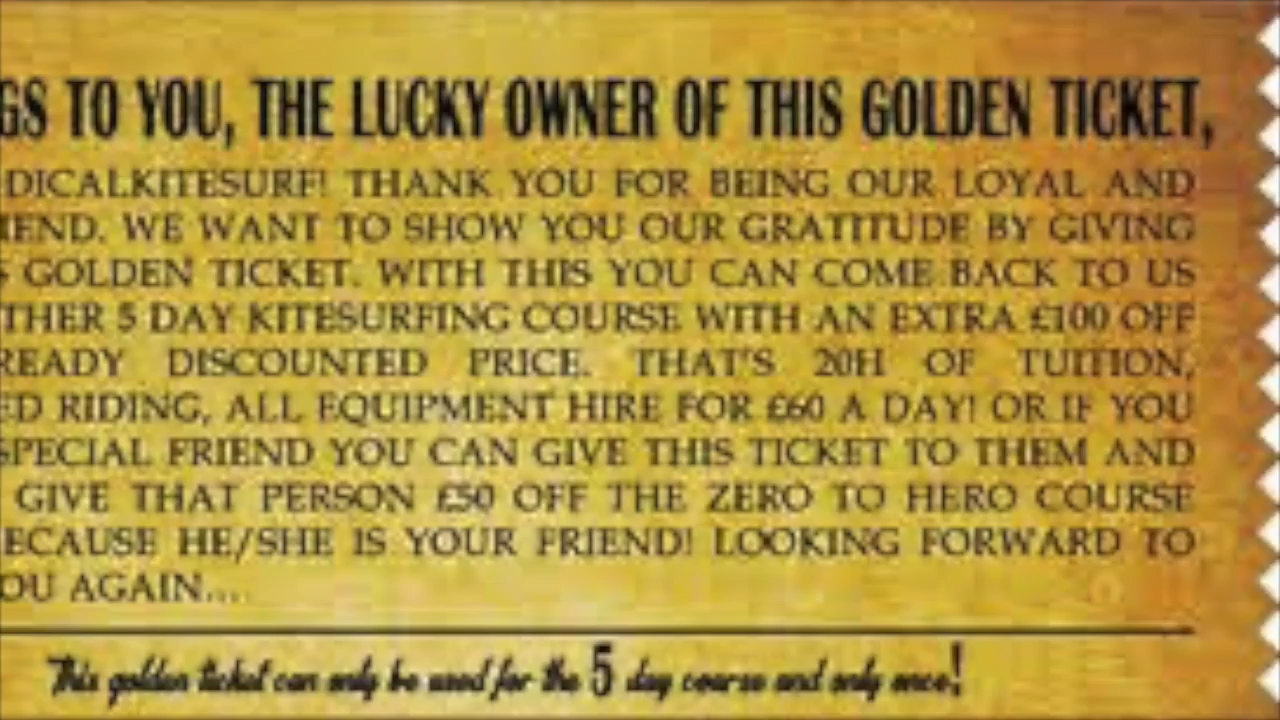 GS TO YOU, THE LUCKY OWNER OF THIS GOLDEN TICKET,
DICALKITESURF! THANK YOU FOR BEING OUR LOYAL AND
IEND. WE WANT TO SHOW YOU OUR GRATITUDE BY GIVING
S GOLDEN TICKET. WITH THIS YOU CAN COME BACK TO US
THER 5 DAY KITESURFING COURSE WITH AN EXTRA £100 OFF
READY DISCOUNTED PRICE. THAT'S 20H OF TUITION,
ED RIDING, ALL EQUIPMENT HIRE FOR £60 A DAY! OR IF YOU
SPECIAL FRIEND YOU CAN GIVE THIS TICKET TO THEM AND
GIVE THAT PERSON £50 OFF THE ZERO TO HERO COURSE
ECAUSE HE/SHE IS YOUR FRIEND! LOOKING FORWARD TO
OU AGAIN...
This golden ticket can only be used for the 5 day course and only once!